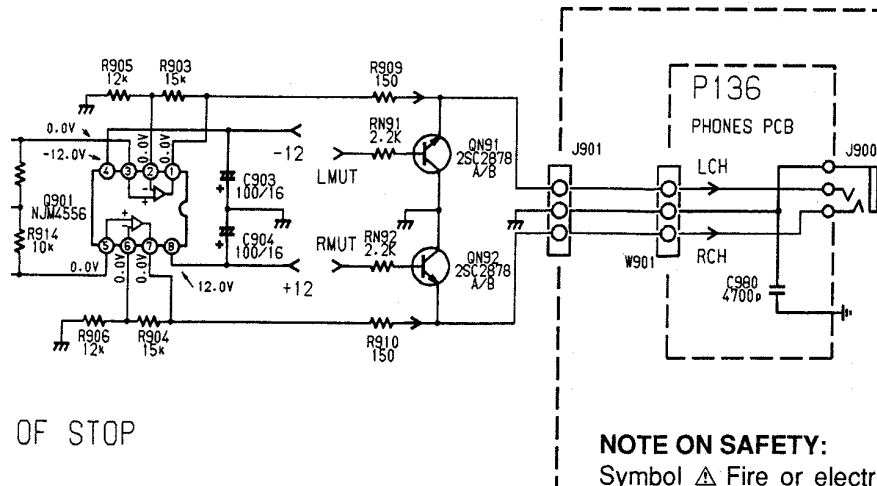 R905
12k
R903
15k
R909
150
P136
PHONES PCB
0.0V
0.0V
0.0V
-12.0V
4
3
2
1
-12
RN91
2.2K
QN91
2SC2878
A/B
J901
J900
LCH
C903
100/16
LMUT
Q901
NJM4556
R914
10k
C904
100/16
RMUT
RN92
2.2K
QN92
2SC2878
A/B
W901
RCH
5
6
7
8
0.0V
0.0V
0.0V
12.0V
+12
C980
4700p
R906
12k
R904
15k
R910
150
OF STOP
NOTE ON SAFETY:
Symbol ⚠ Fire or electr